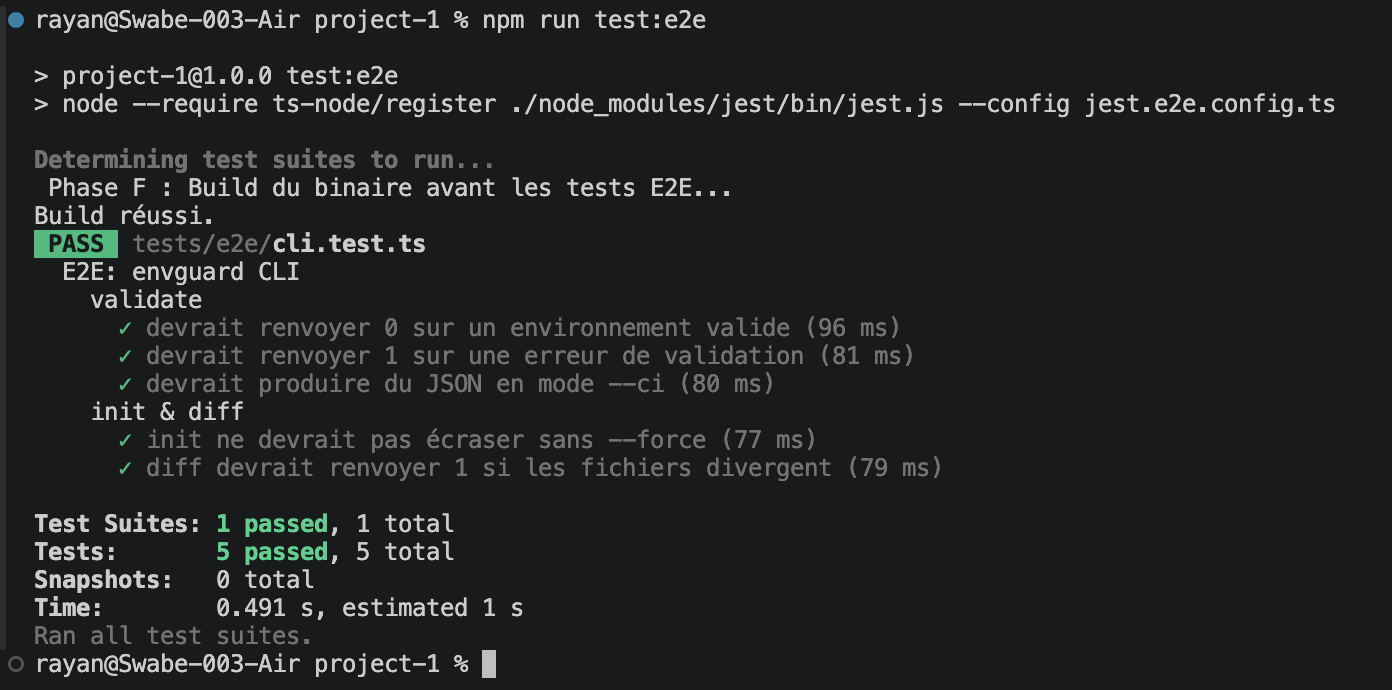 rayan@Swabe-003-Air project-1 % npm run test:e2e
> project-1@1.0.0 test:e2e
> node --require ts-node/register ./node_modules/jest/bin/jest.js --config jest.e2e.config.ts
Determining test suites to run...
Phase F : Build du binaire avant les tests E2E...
Build réussi.
PASS tests/e2e/cli.test.ts
E2E: envguard CLI
validate
✓ devrait renvoyer 0 sur un environnement valide (96 ms)
✓ devrait renvoyer 1 sur une erreur de validation (81 ms)
✓ devrait produire du JSON en mode --ci (80 ms)
init & diff
✓ init ne devrait pas écraser sans --force (77 ms)
✓ diff devrait renvoyer 1 si les fichiers divergent (79 ms)
Test Suites: 1 passed, 1 total
Tests: 5 passed, 5 total
Snapshots: 0 total
Time: 0.491 s, estimated 1 s
Ran all test suites.
rayan@Swabe-003-Air project-1 %